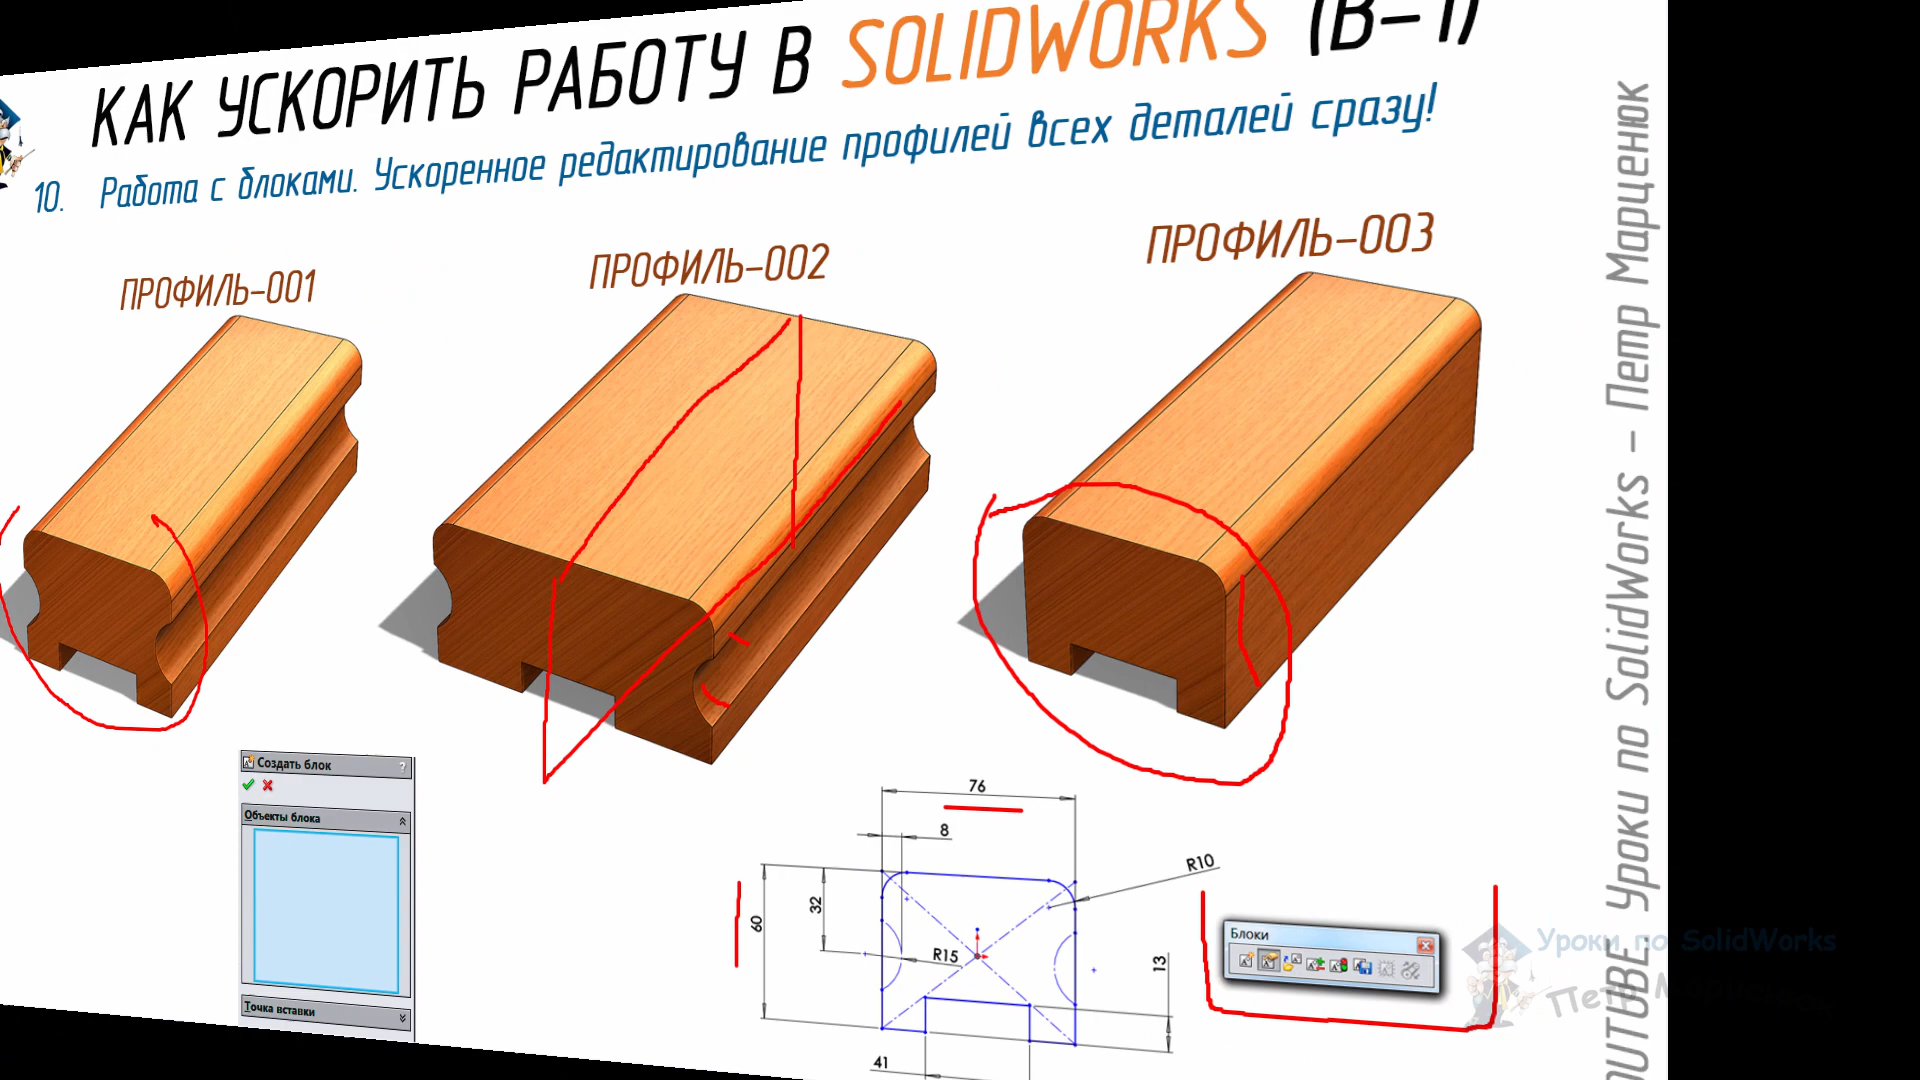 КАК УСКОРИТЬ РАБОТУ В SOLIDWORKS (В-1)
10. Работа с блоками. Ускоренное редактирование профилей всех деталей сразу!
ПРОФИЛЬ-001
ПРОФИЛЬ-002
ПРОФИЛЬ-003
Создать блок
?
Объекты блока
Точка вставки
76
8
R10
60
32
R15
13
41
Блоки
Уроки по SolidWorks
OUTUBE Уроки по SolidWorks - Петр Марценюк